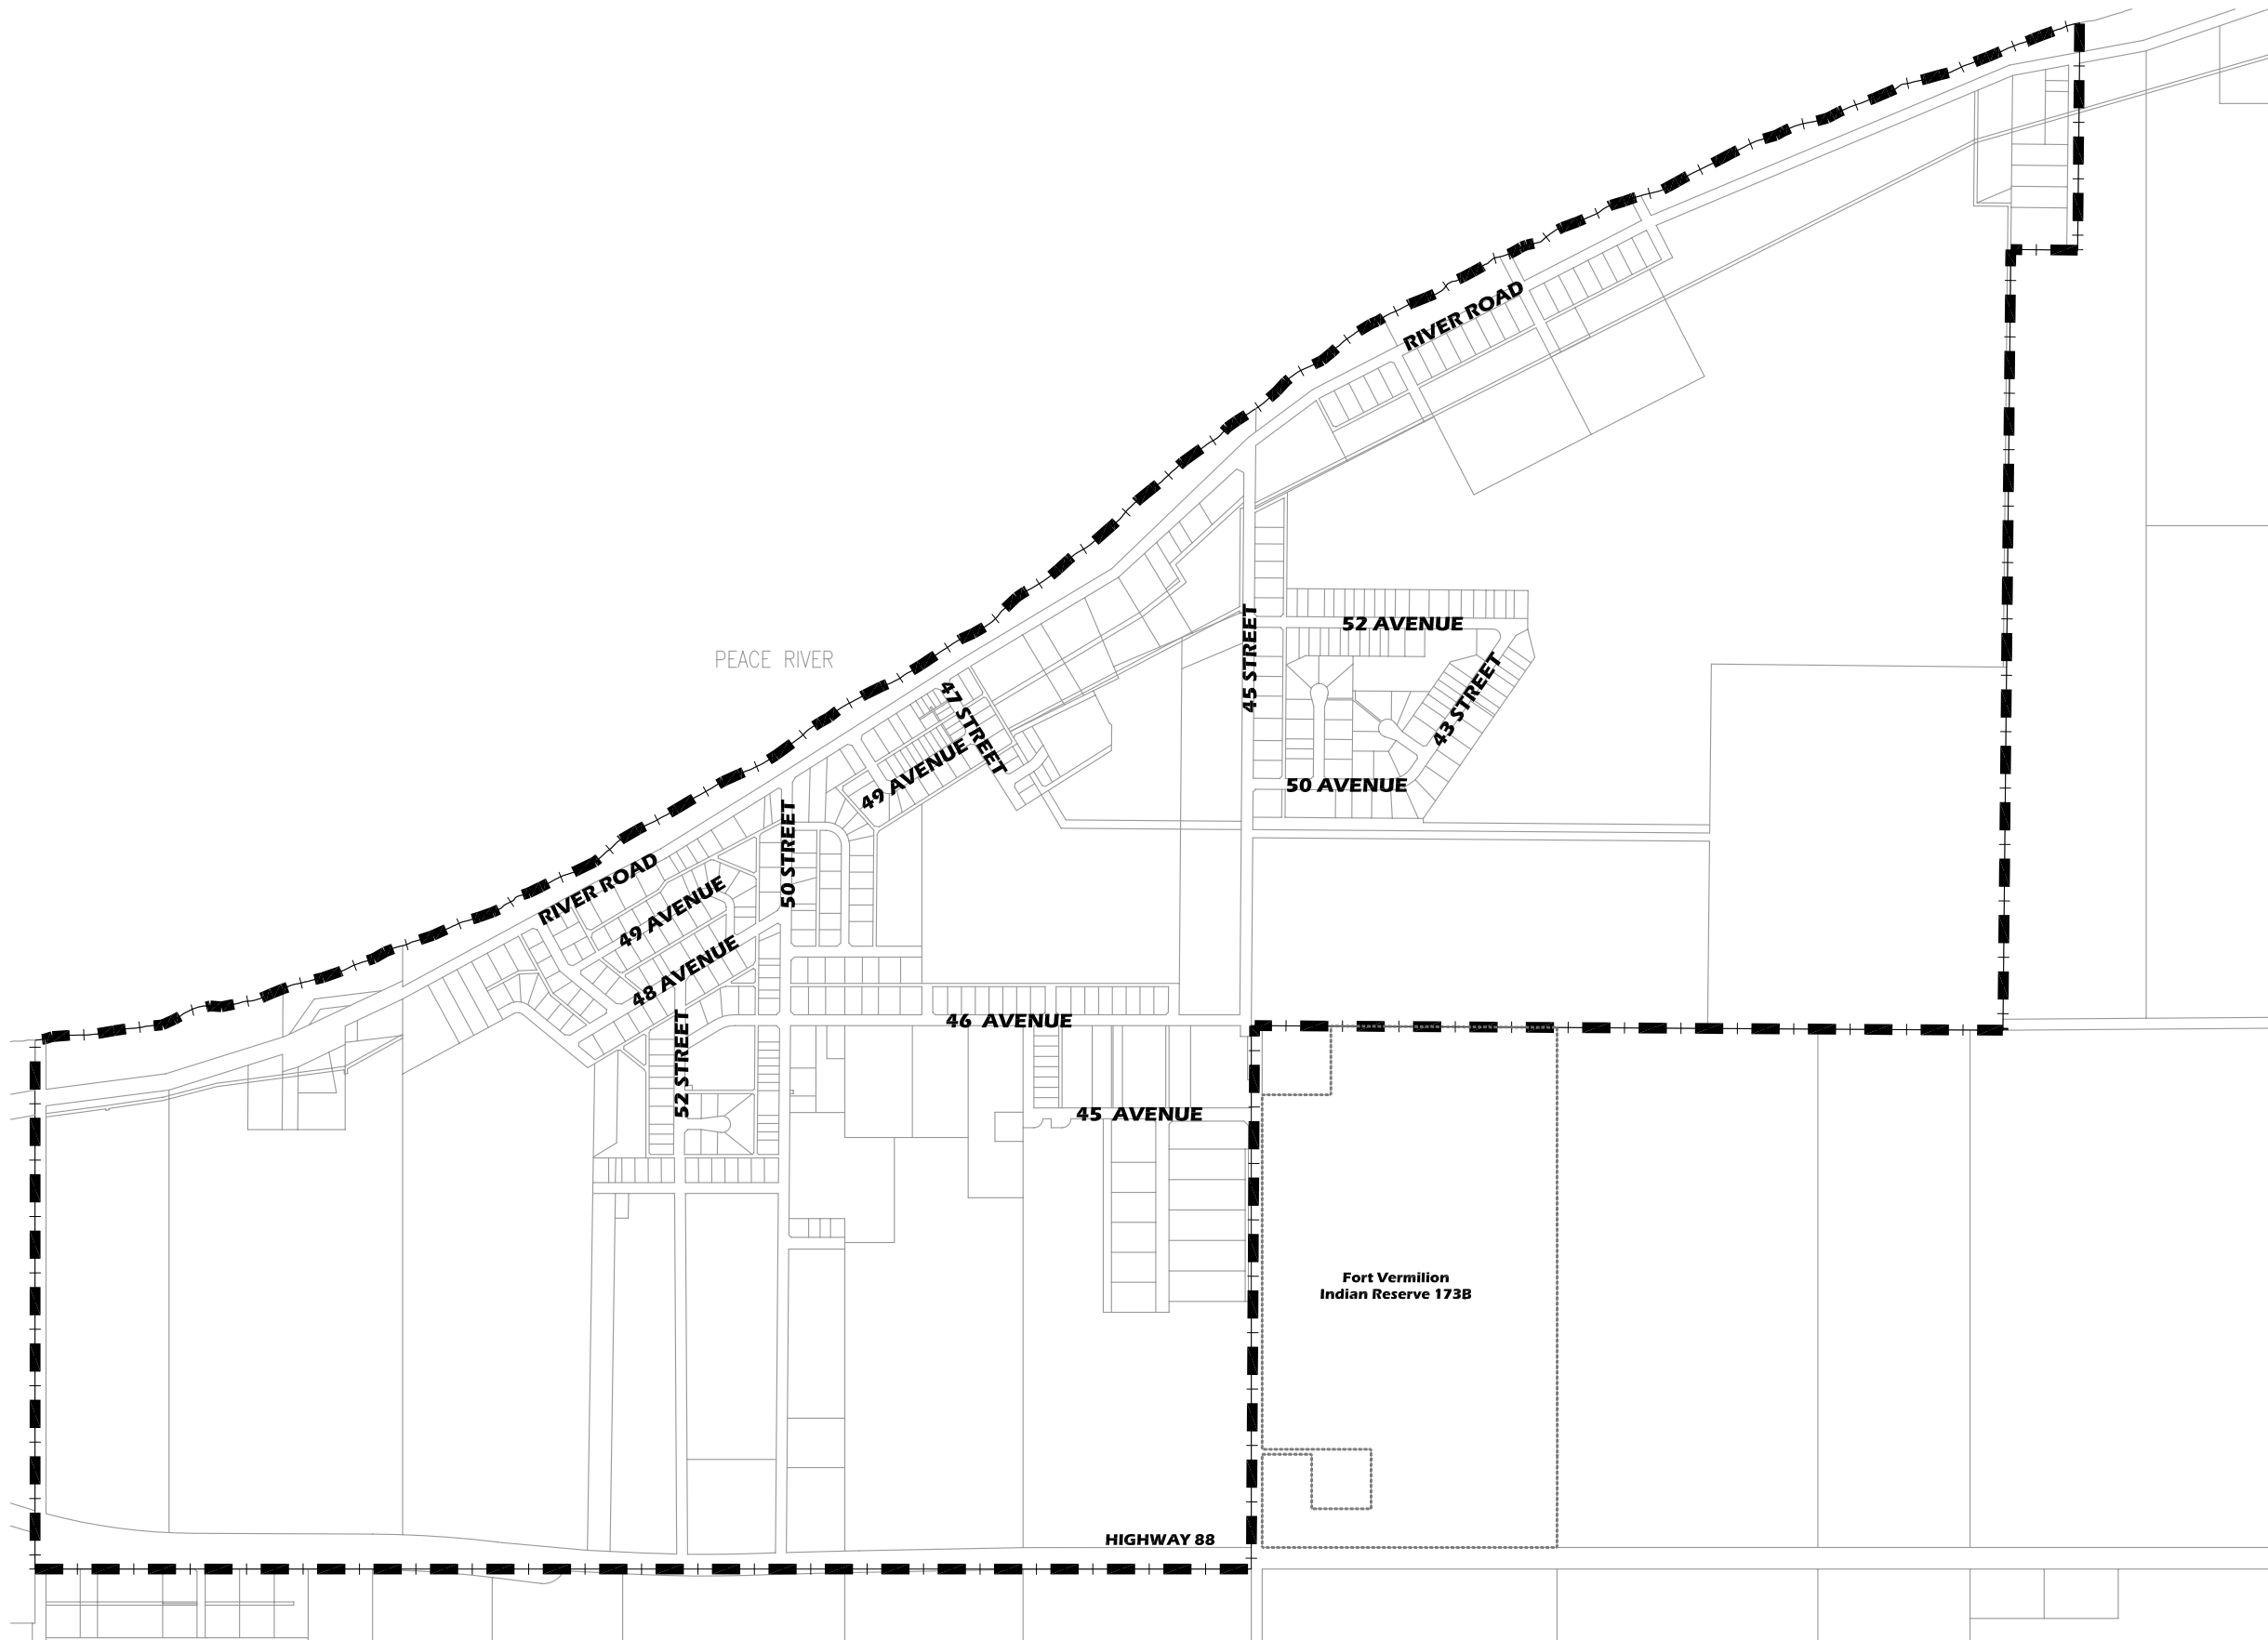 RIVER ROAD
52 AVENUE
45 STREET
PEACE RIVER
43 STREET
47 STREET
49 AVENUE
50 AVENUE
50 STREET
RIVER ROAD
49 AVENUE
48 AVENUE
46 AVENUE
52 STREET
45 AVENUE
Fort Vermilion
Indian Reserve 173B
HIGHWAY 88